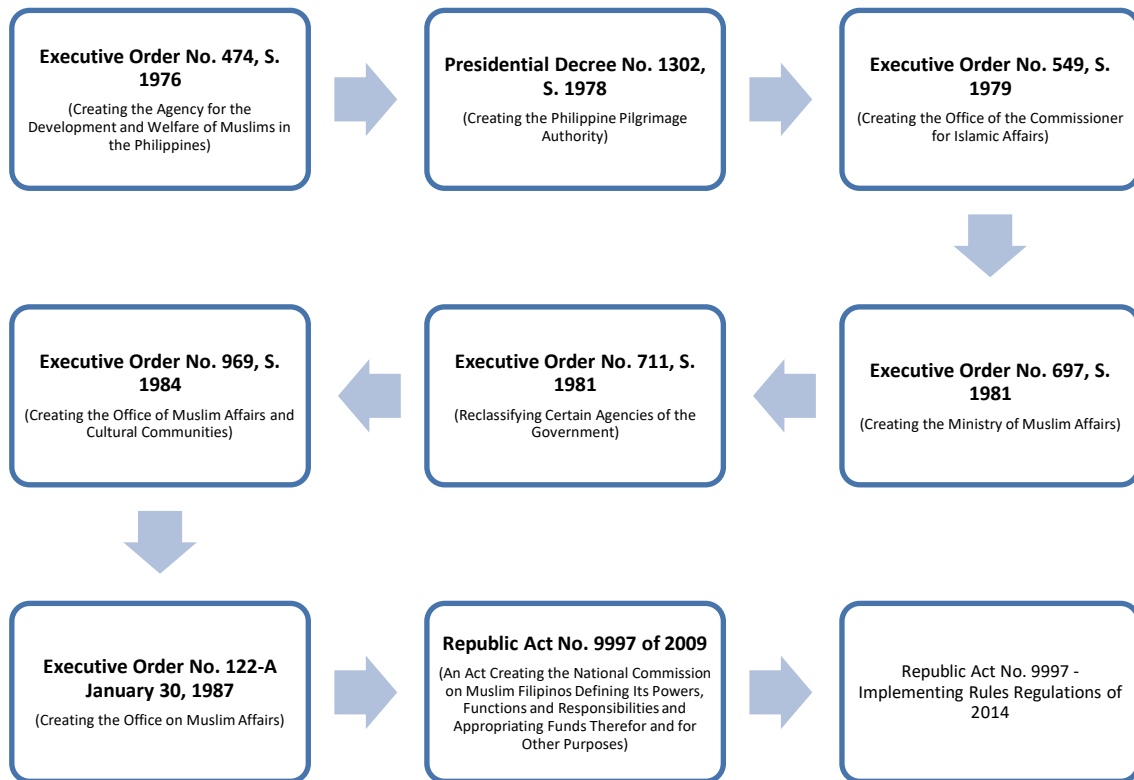 Executive Order No. 474, S.
1976
(Creating the Agency for the
Development and Welfare of Muslims in
the Philippines)
Presidential Decree No. 1302,
S. 1978
(Creating the Philippine Pilgrimage
Authority)
Executive Order No. 549, S.
1979
(Creating the Office of the Commissioner
for Islamic Affairs)
Executive Order No. 697, S.
1981
(Creating the Ministry of Muslim Affairs)
Executive Order No. 711, S.
1981
(Reclassifying Certain Agencies of the
Government)
Executive Order No. 969, S.
1984
(Creating the Office of Muslim Affairs and
Cultural Communities)
Executive Order No. 122-A
January 30, 1987
(Creating the Office on Muslim Affairs)
Republic Act No. 9997 of 2009
(An Act Creating the National Commission
on Muslim Filipinos Defining Its Powers,
Functions and Responsibilities and
Appropriating Funds Therefor and for
Other Purposes)
Republic Act No. 9997 -
Implementing Rules Regulations of
2014